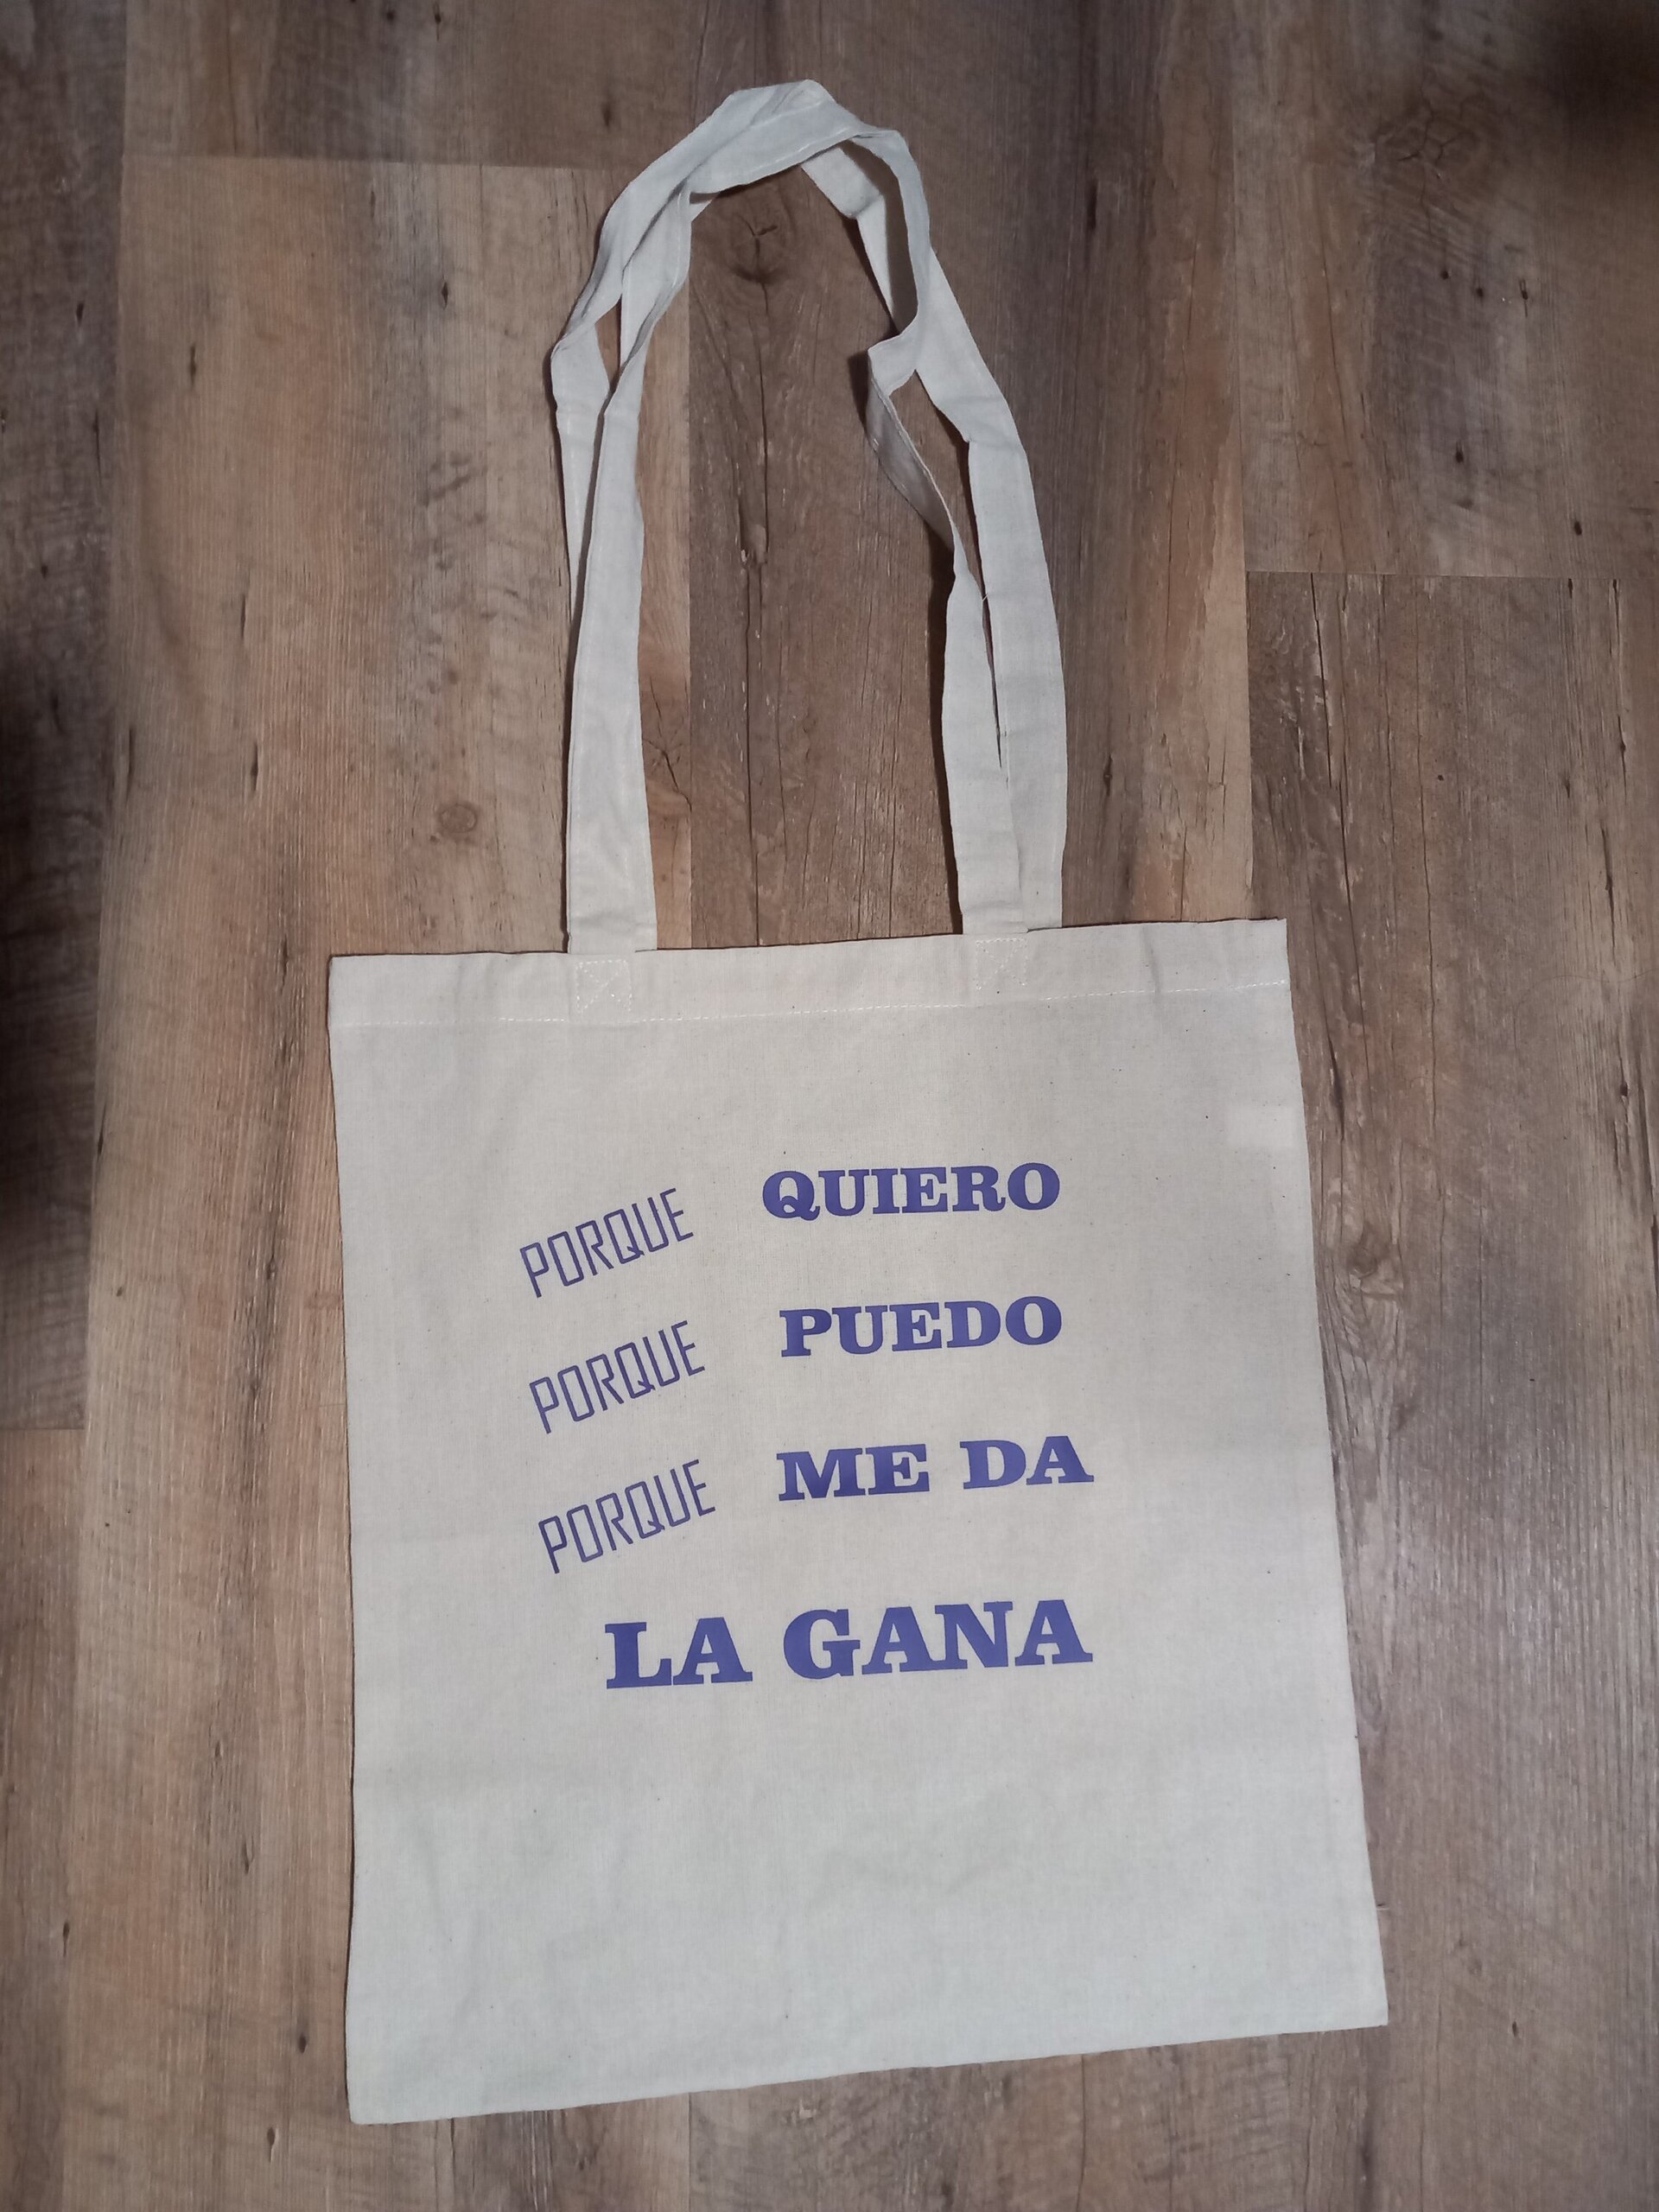 PORQUE QUIERO
PORQUE PUEDO
PORQUE ME DA
LA GANA